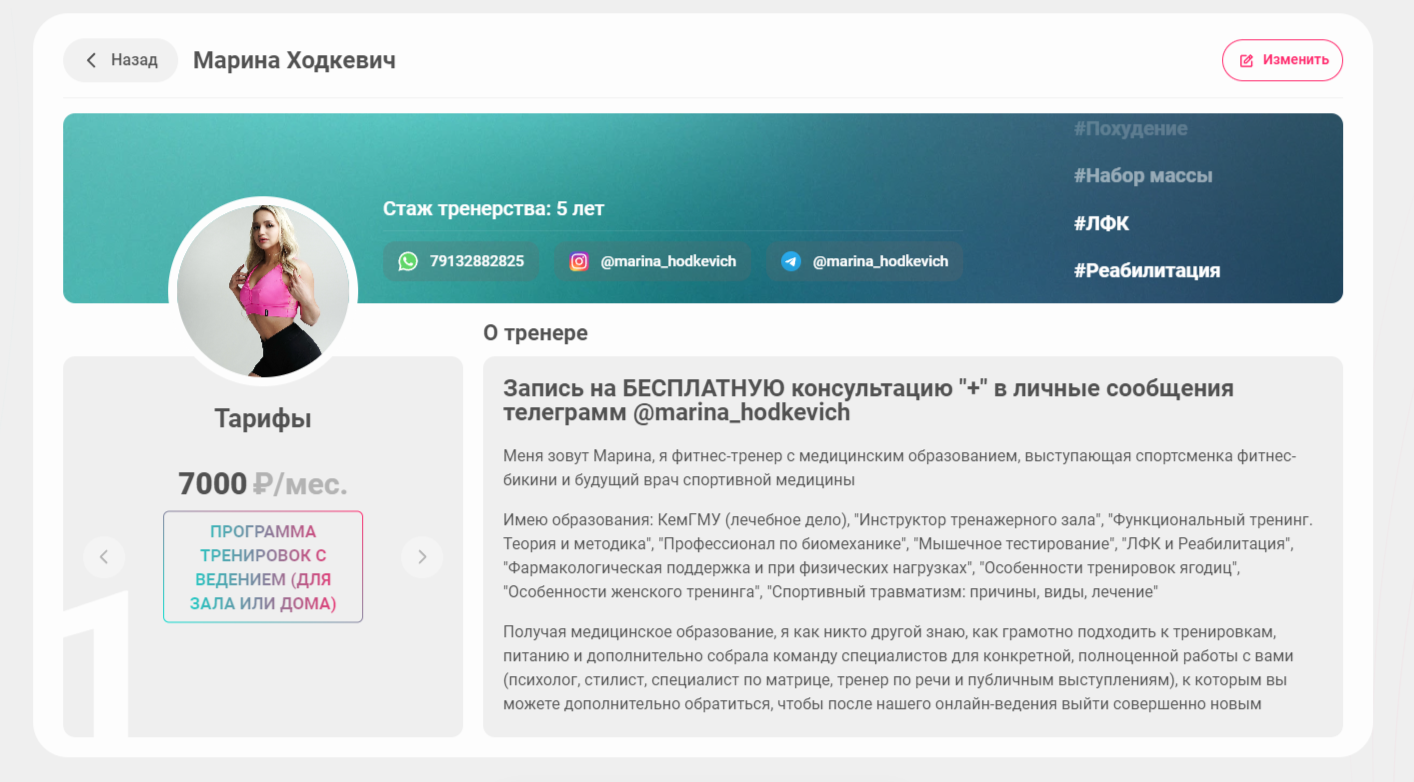 Назад
Марина Ходкевич
Изменить
#Похудение
#Набор массы
#ЛФК
#Реабилитация
Стаж тренерства: 5 лет
79132882825
@marina_hodkevich
@marina_hodkevich
О тренере
Тарифы
7000 ₽/мес.
ПРОГРАММА
ТРЕНИРОВОК С
ВЕДЕНИЕМ (ДЛЯ
ЗАЛА ИЛИ ДОМА)
1
Запись на БЕСПЛАТНУЮ консультацию "+" в личные сообщения
телеграмм @marina_hodkevich
Меня зовут Марина, я фитнес-тренер с медицинским образованием, выступающая спортсменка фитнес-
бикини и будущий врач спортивной медицины
Имею образования: КемГМУ (лечебное дело), "Инструктор тренажерного зала", "Функциональный тренинг.
Теория и методика", "Профессионал по биомеханике", "Мышечное тестирование", "ЛФК и Реабилитация",
"Фармакологическая поддержка и при физических нагрузках", "Особенности тренировок ягодиц",
"Особенности женского тренинга", "Спортивный травматизм: причины, виды, лечение"
Получая медицинское образование, я как никто другой знаю, как грамотно подходить к тренировкам,
питанию и дополнительно собрала команду специалистов для конкретной, полноценной работы с вами
(психолог, стилист, специалист по матрице, тренер по речи и публичным выступлениям), к которым вы
можете дополнительно обратиться, чтобы после нашего онлайн-ведения выйти совершенно новым